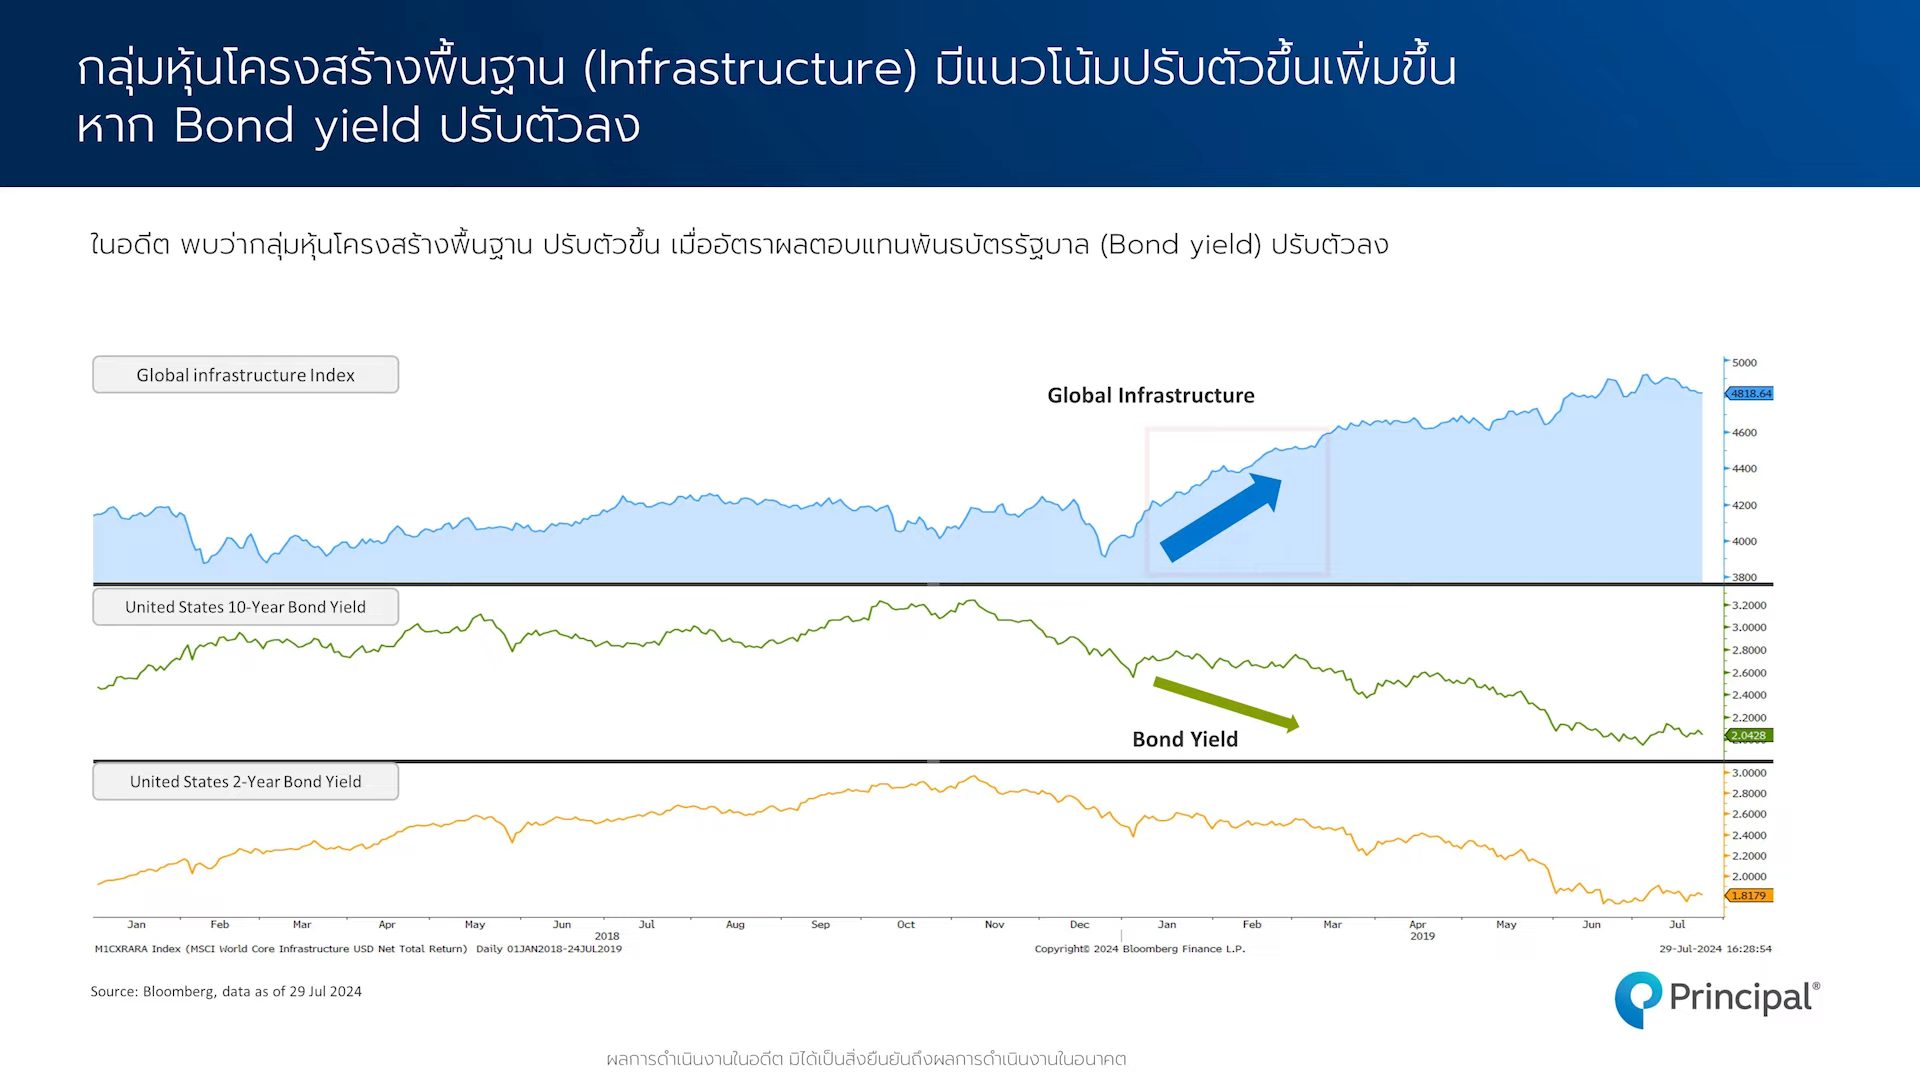 กลุ่มหุ้นโครงสร้างพื้นฐาน (Infrastructure) มีแนวโน้มปรับตัวขึ้นเพิ่มขึ้น
หาก Bond yield ปรับตัวลง
ในอดีต พบว่ากลุ่มหุ้นโครงสร้างพื้นฐาน ปรับตัวขึ้น เมื่ออัตราผลตอบแทนพันธบัตรรัฐบาล (Bond yield) ปรับตัวลง
Global infrastructure Index
Global Infrastructure
5000
4818.64
4600
4400
4200
4000
3800
United States 10-Year Bond Yield
Bond Yield
3.2000
3.0000
2.8000
2.6000
2.4000
2.2000
2.0428
United States 2-Year Bond Yield
3.0000
2.8000
2.6000
2.4000
2.2000
2.0000
1.8179
Jan Feb Mar Apr May Jun Jul Aug Sep Oct Nov Dec Jan Feb Mar Apr May Jun Jul
2018 2019
M1CXRARA Index (MSCI World Core Infrastructure USD Net Total Return) Daily 01JAN2018-24JUL2019
Copyright© 2024 Bloomberg Finance L.P.
29-Jul-2024 16:28:54
Source: Bloomberg, data as of 29 Jul 2024
Principal®
ผลการดำเนินงานในอดีต มิได้เป็นสิ่งยืนยันถึงผลการดำเนินงานในอนาคต